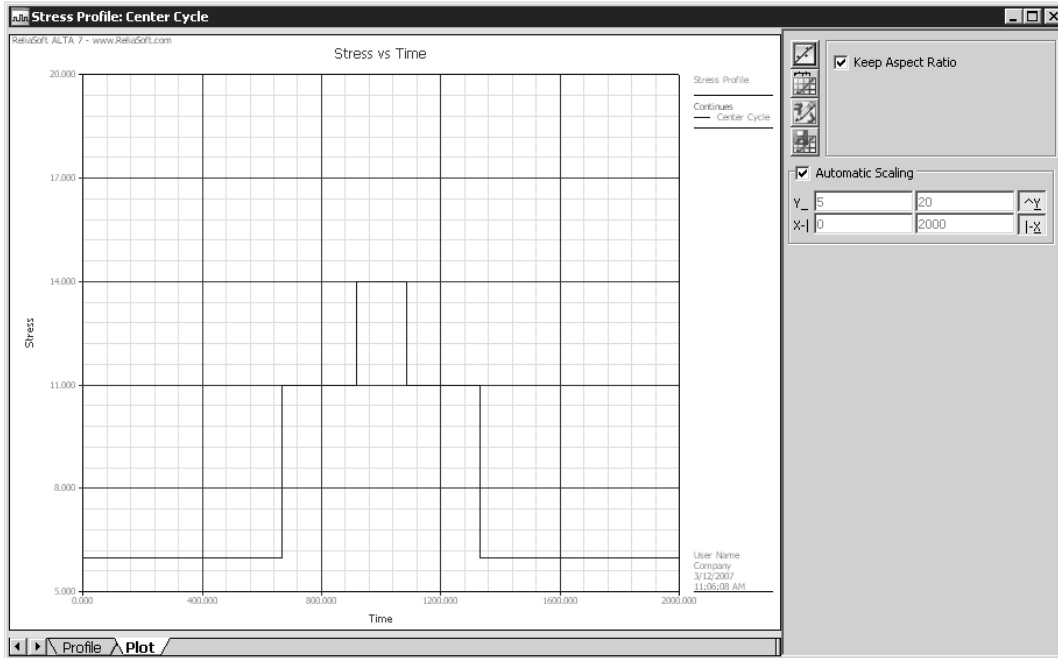 Stress Profile: Center Cycle
ReliaSoft ALTA 7 - www.ReliaSoft.com
Stress vs Time
20.000
17.000
14.000
11.000
8.000
5.000
Stress
0.000
400.000
800.000
1200.000
1600.000
2000.000
Time
Stress Profile
Continues
Center Cycle
User Name
Company
3/12/2007
11:06:08 AM
Keep Aspect Ratio
Automatic Scaling
Y_ 5 20 ^Y
X-| 0 2000 |-X
Profile Plot